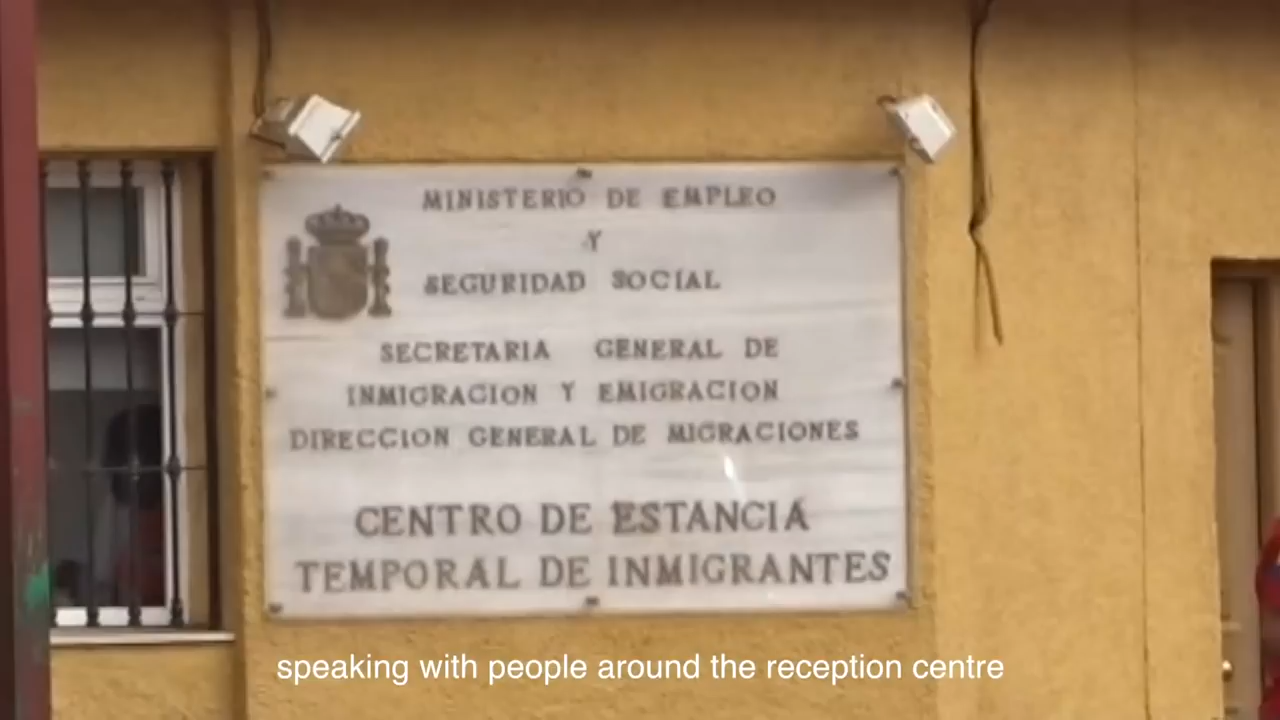 MINISTERIO DE EMPLEO
Y
SEGURIDAD SOCIAL
SECRETARIA GENERAL DE
INMIGRACION Y EMIGRACION
DIRECCION GENERAL DE MIGRACIONES
CENTRO DE ESTANCIA
TEMPORAL DE INMIGRANTES
speaking with people around the reception centre